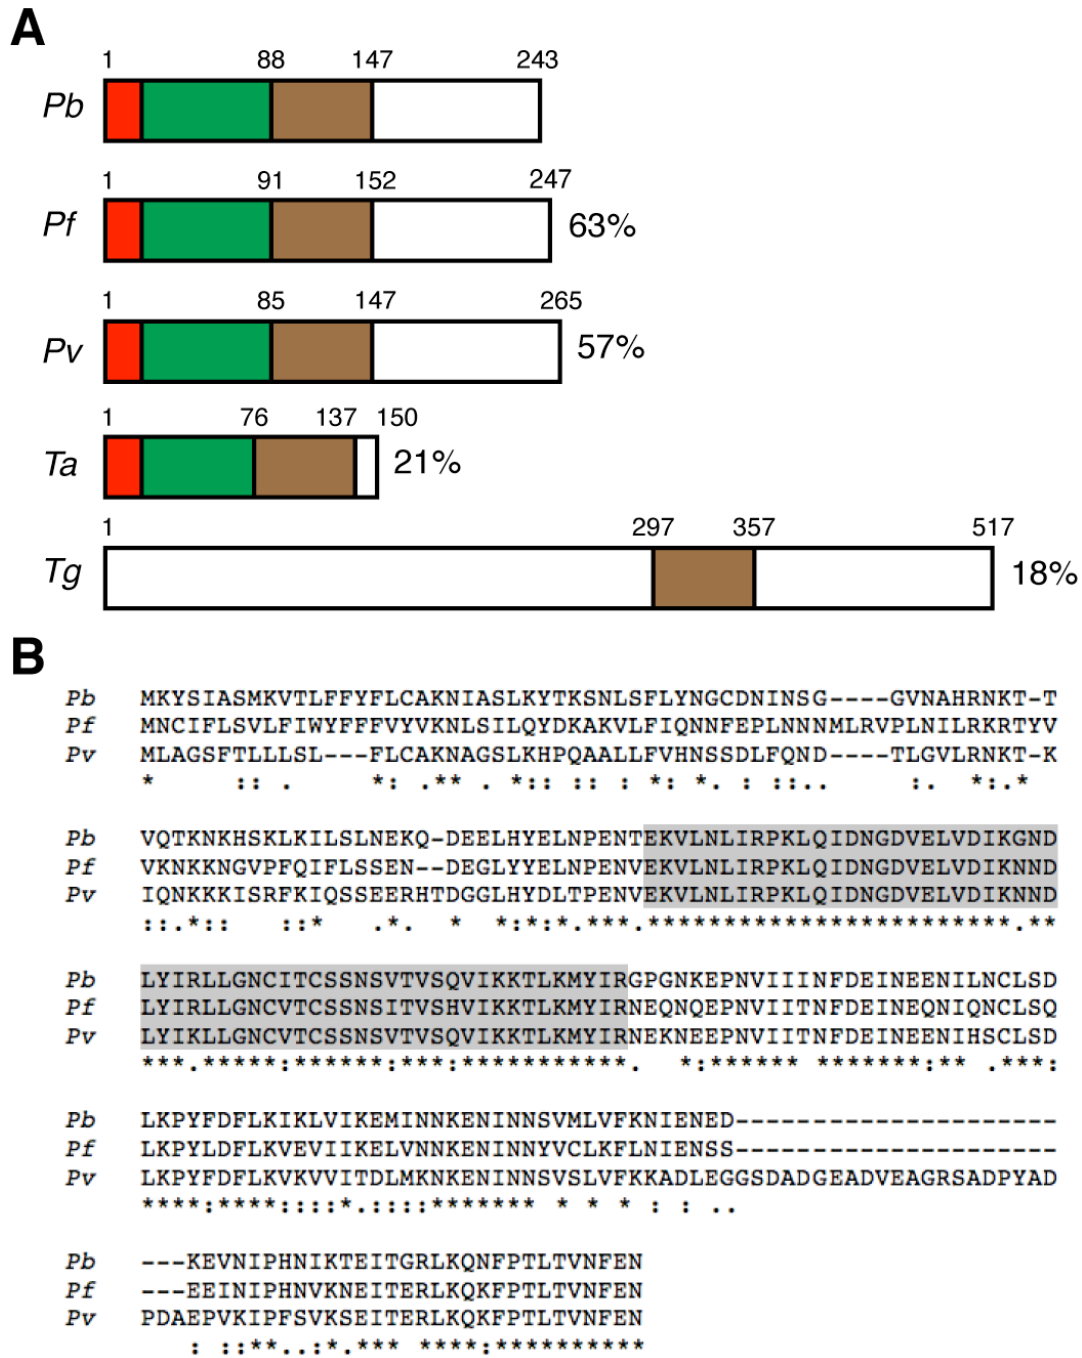 A
1 88 147 243
Pb
1 91 152 247
Pf 63%
1 85 147 265
Pv 57%
1 76 137 150
Ta 21%
1 297 357 517
Tg 18%
B
Pb MKYSIASMKVTLFFYFLCAKNIASLKYTKSNLSFLYNGCDNINSG----GVNAHRNKT-T
Pf MNCIFLSVLFIWYFFFVYVKNLSILQYDKAKVLFIQNNFEPLNNNMLRVPLNILRKRTYV
Pv MLAGSFTLLLSL---FLCAKNAGSLKHPQAALLFVHNSSDLFQND----TLGVLRNKT-K
* :: . *: .** . *:: :: : *: *. : ::.. :. *:.*
Pb VQTKNKHSKLKILSLNEKQ-DEELHYELNPENTEKVLNLIRPKLQIDNGDVELVDIKGND
Pf VKNKKNGVPFQIFLSSEN--DEGLYYELNPENVEKVLNLIRPKLQIDNGDVELVDIKNND
Pv IQNKKKKISRFKIQSSEERHTDGGLHYDLTPENVEKVLNLIRPKLQIDNGDVELVDIKNND
::.*:: ::* .*. * *:*:*.***.***********************.**
Pb LYIRLLGNCITCSSNSVTVSQVIKKTLKMYIRGPGNKEPNVIIINFDEINEENILNCLSD
Pf LYIRLLGNCVTCSSNSITVSHVIKKTLKMYIRNEQNQEPNVIITNFDEINEQNIQNCLSQ
Pv LYIKLLGNCVTCSSNSVTVSQVIKKTLKMYIRNEKNEEPNVIITNFDEINEENIHSCLSD
***.*****:******:***:***********. *:****** *******:** .***:
Pb LKPYFDFLKIKLVIKEMINNKENINNSVMLVFKNIENED---------------------
Pf LKPYLDFLKVEVIIKELVNNKENINNYVCLKFLNIENSS---------------------
Pv LKPYFDFLKVKVVITDLMKNKENINNSVSLVFKKADLEGGSDADGEADVEAGRSADPYAD
****:****::::*.::::******* * * * : : ..
Pb ---KEVNIPHNIKTEITGRLKQNFPTLTVNFEN
Pf ---EEINIPHNVKNEITERLKQKFPTLTVNFEN
Pv PDAEPVKIPFSVKSEITERLKQKFPTLTVNFEN
: ::**..:*.*** ****:**********